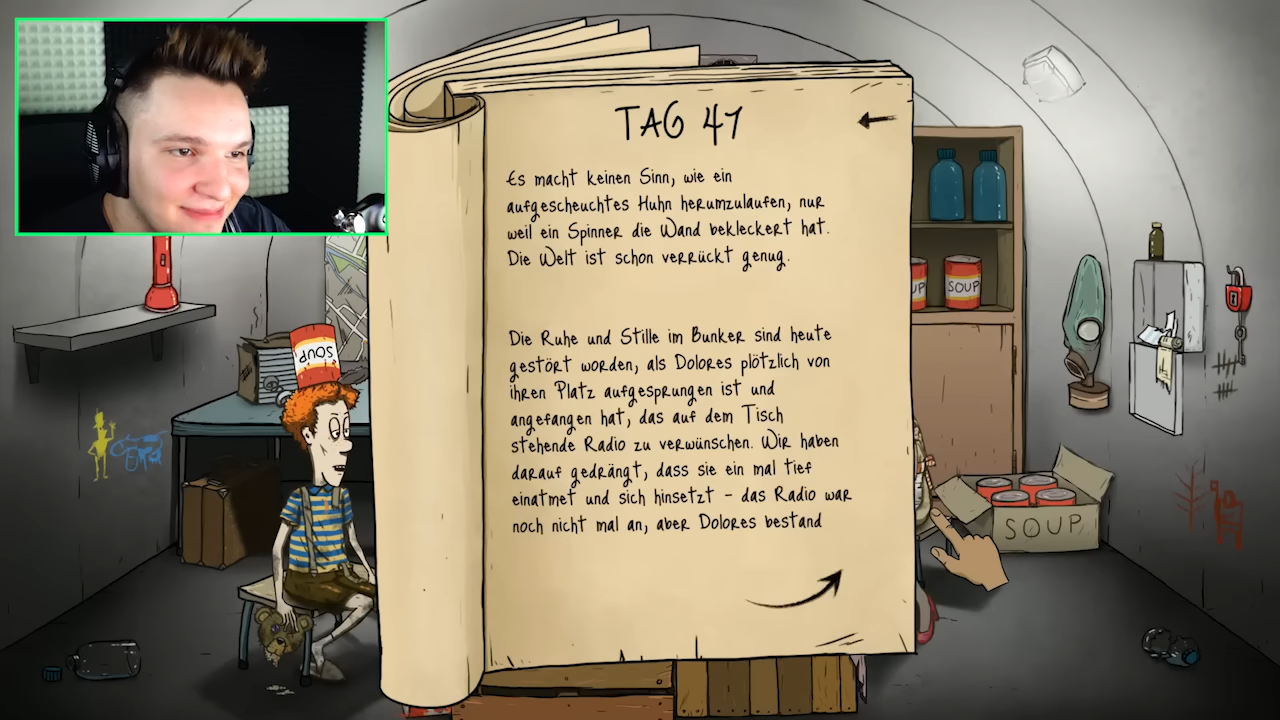 TAG 41
Es macht keinen Sinn, wie ein
aufgescheuchtes Huhn herumzulaufen, nur
weil ein Spinner die Wand bekleckert hat.
Die Welt ist schon verrückt genug.
Die Ruhe und Stille im Bunker sind heute
gestört worden, als Dolores plötzlich von
ihren Platz aufgesprungen ist und
angefangen hat, das auf dem Tisch
stehende Radio zu verwünschen. Wir haben
darauf gedrängt, dass sie ein mal tief
einatmet und sich hinsetzt - das Radio war
noch nicht mal an, aber Dolores bestand
SOUP
UP
SOUP
SOUP